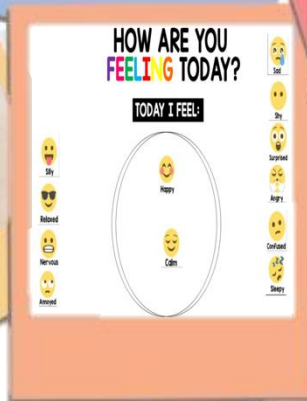 HOW ARE YOU
FEELING TODAY?
TODAY I FEEL:
Silly
Relaxed
Nervous
Annoyed
Happy
Calm
Sad
Shy
Surprised
Angry
Confused
Sleepy